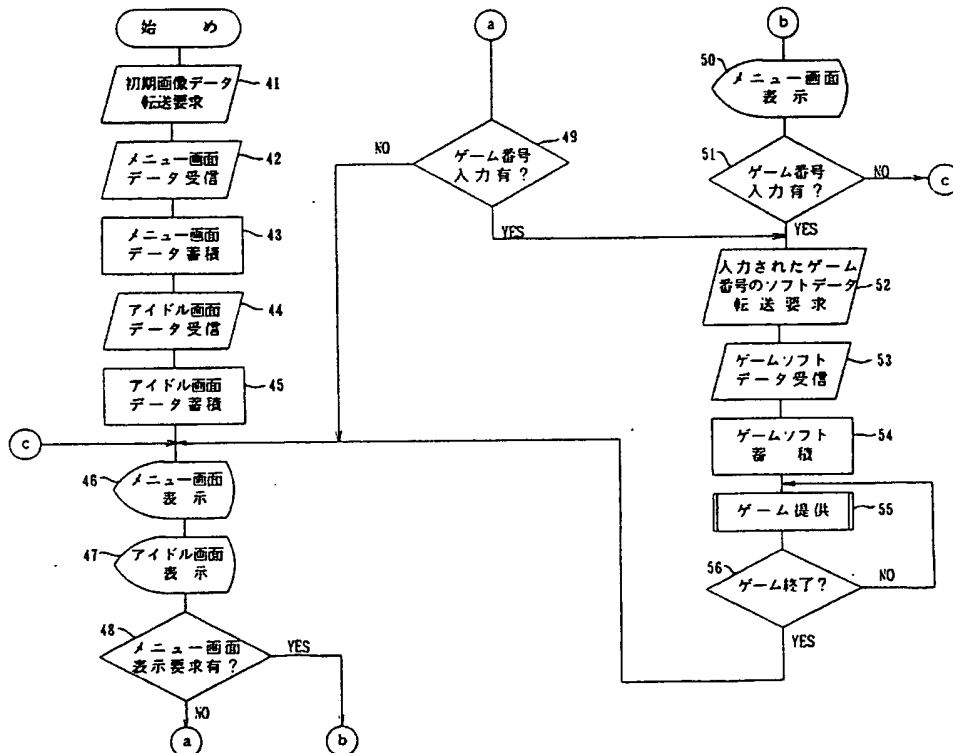 始め
初期画像データ
転送要求
41
メニュー画面
データ受信
42
メニュー画面
データ蓄積
43
アイドル画面
データ受信
44
アイドル画面
データ蓄積
45
c
46
メニュー画面
表示
47
アイドル画面
表示
48
メニュー画面
表示要求有?
YES
NO
a
b
a
49
ゲーム番号
入力有?
NO
YES
b
50
メニュー画面
表示
51
ゲーム番号
入力有?
NO
c
YES
入力されたゲーム
番号のソフトデータ
転送要求
52
ゲームソフト
データ受信
53
ゲームソフト
蓄積
54
ゲーム提供
55
56
ゲーム終了?
NO
YES